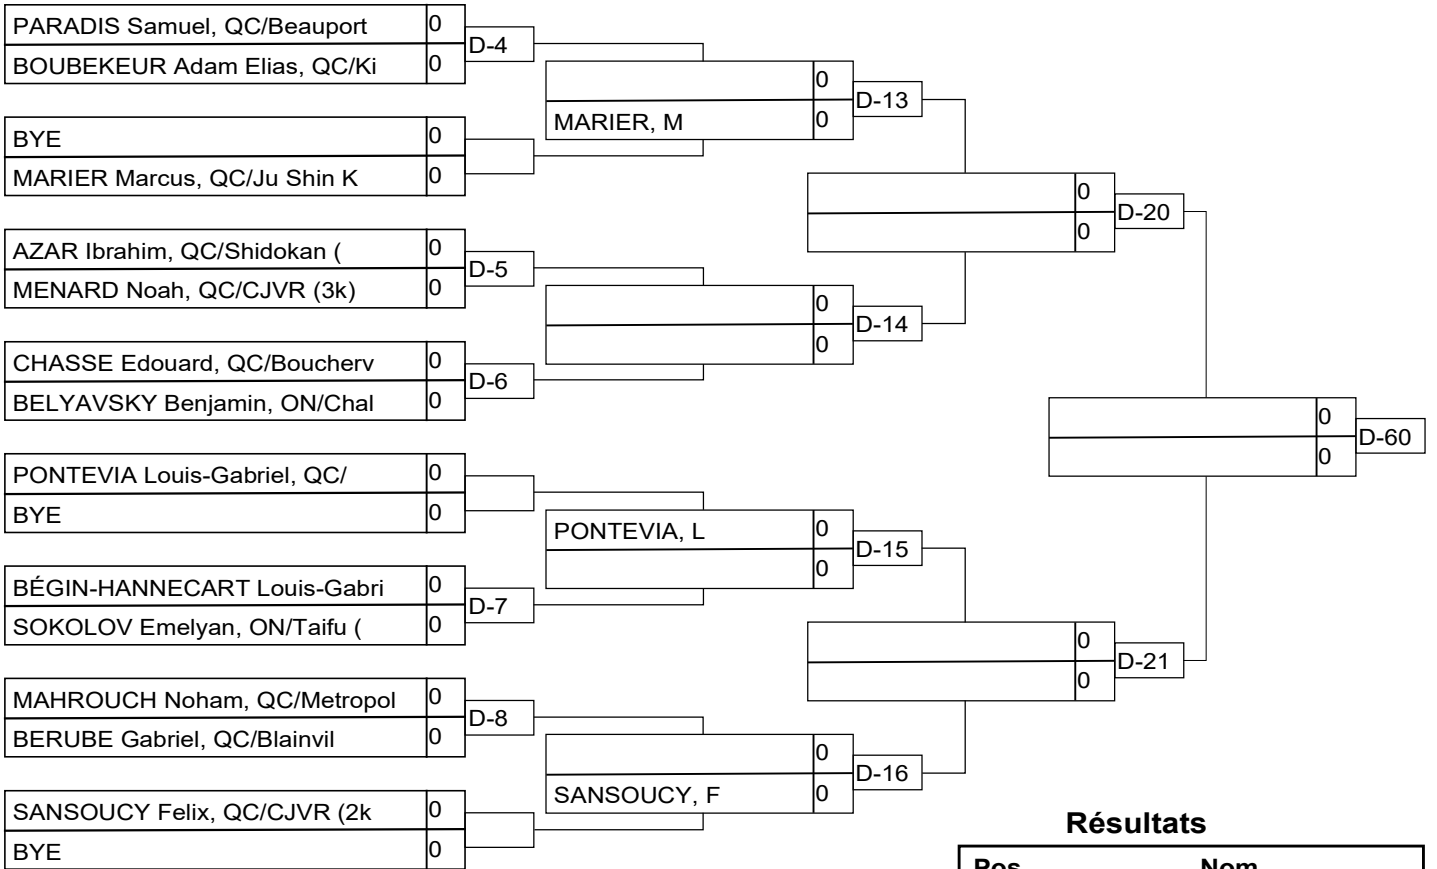 PARADIS Samuel, QC/Beauport 0
D-4
BOUBEKEUR Adam Elias, QC/Ki 0
0
D-13
MARIER, M 0
BYE 0
MARIER Marcus, QC/Ju Shin K 0
0
D-20
0
AZAR Ibrahim, QC/Shidokan ( 0
D-5
MENARD Noah, QC/CJVR (3k) 0
0
D-14
0
CHASSE Edouard, QC/Boucherv 0
D-6
BELYAVSKY Benjamin, ON/Chal 0
0
D-60
0
PONTEVIA Louis-Gabriel, QC/ 0
BYE 0
PONTEVIA, L 0
D-15
0
BÉGIN-HANNECART Louis-Gabri 0
D-7
SOKOLOV Emelyan, ON/Taifu ( 0
0
D-21
0
MAHROUCH Noham, QC/Metropol 0
D-8
BERUBE Gabriel, QC/Blainvil 0
0
D-16
SANSOUCY, F 0
SANSOUCY Felix, QC/CJVR (2k 0
BYE 0
Résultats
Pos Nom